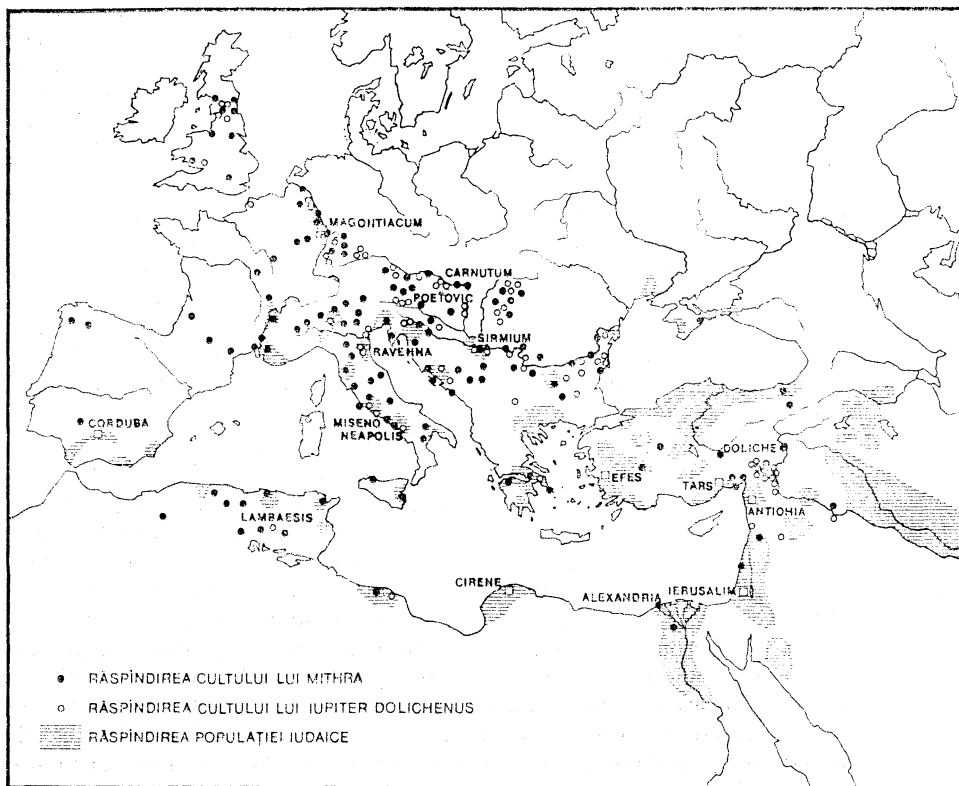 MAGONTIACUM
CARNUTUM
POETOVIC
SIRMIUM
RAVENNA
CORDUBA
MISENO
NEAPOLIS
DOLICHE
EFES
TARS
ANTIOHIA
LAMBAESIS
CIRENE
ALEXANDRIA
IERUSALIM
RĂSPÎNDIREA CULTULUI LUI MITHRA
RĂSPÎNDIREA CULTULUI LUI IUPITER DOLICHENUS
RĂSPÎNDIREA POPULAȚIEI IUDAICE